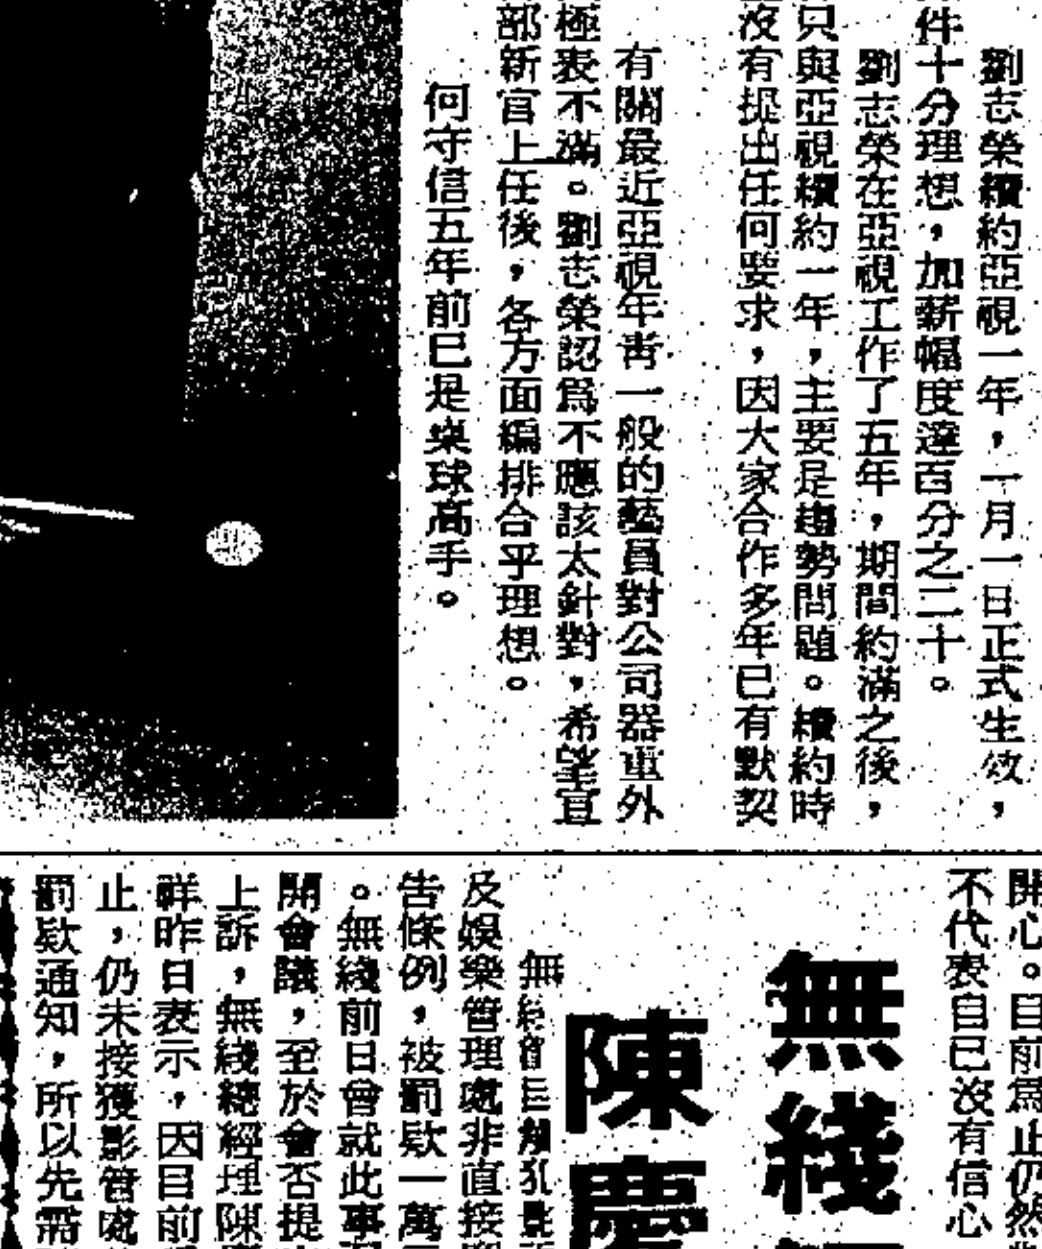 劉志榮續約亞視一年，一月一日正式生效，
件十分理想，加薪幅度達百分之二十。
劉志榮在亞視工作了五年，期間約滿之後，
只與亞視續約一年，主要是趨勢問題。續約時
沒有提出任何要求，因大家合作多年已有默契
有關最近亞視年青一般的藝員對公司器重外
極表不滿。劉志榮認爲不應該太針對，希望宣
部新官上任後，各方面編排合乎理想。
何守信五年前已是桌球高手。
開心。目前爲止仍然
不代表自已沒有信心
無綫
陳慶
無綫
及娛樂管理處非直接
告條例，被罰欵一萬
。無綫前日會就此事
開會議，至於會否提
上訴，無綫總經理陳
祥昨日表示，因目前
止，仍未接獲影管處
罰欵通知，所以先需